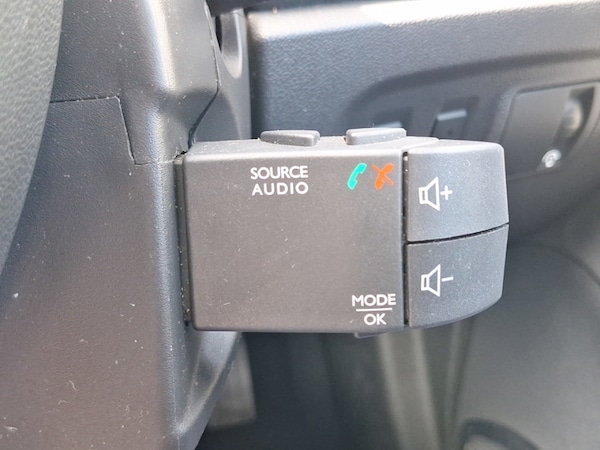 SOURCE
AUDIO
+
-
MODE
OK